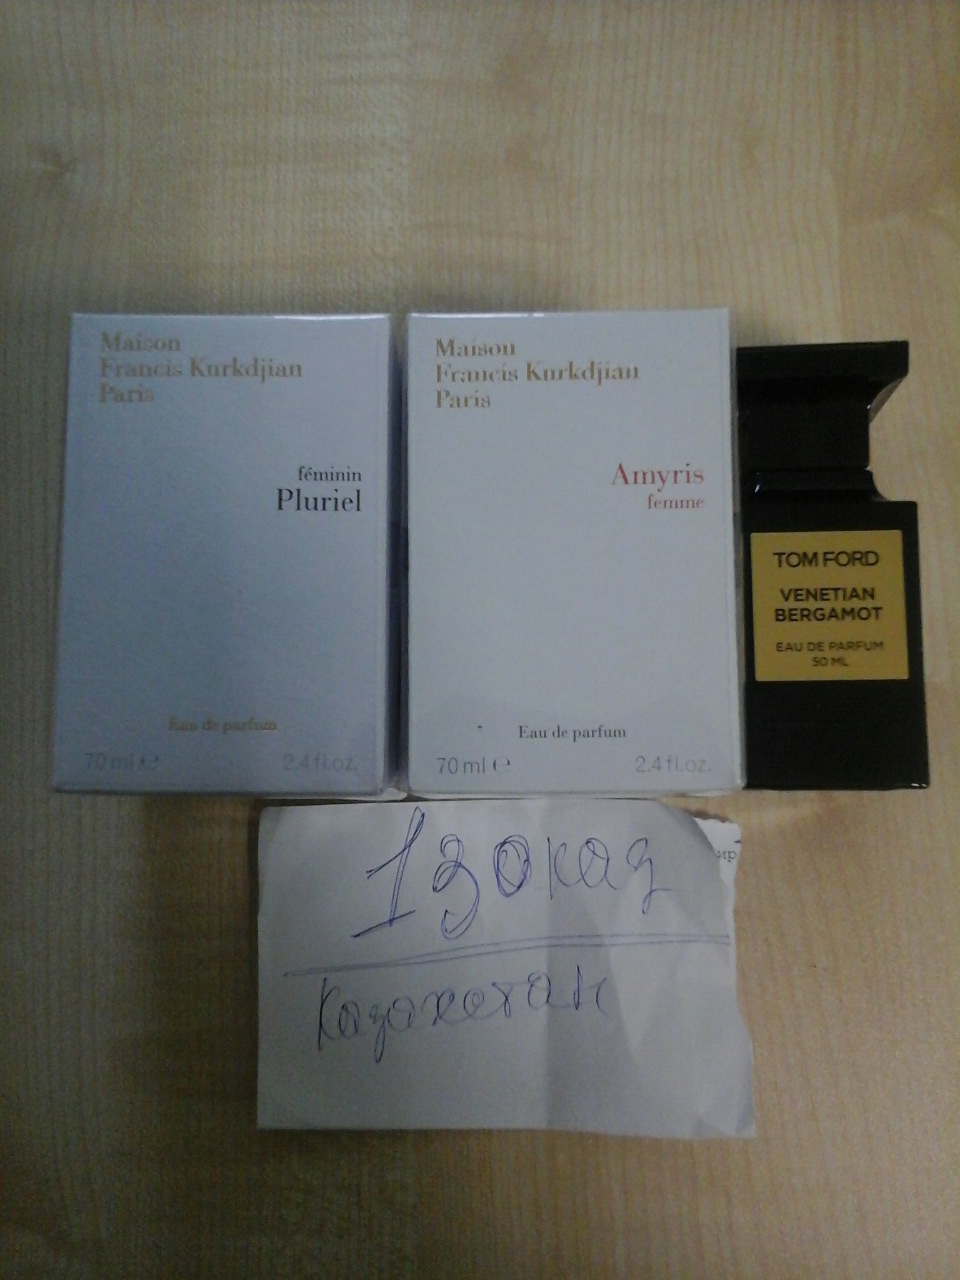 Maison
Francis Kurkdjian
Paris
féminin
Pluriel
Eau de parfum
70 ml ℮ 2.4 fl.oz.
Maison
Francis Kurkdjian
Paris
Amyris
femme
Eau de parfum
70 ml ℮ 2.4 fl.oz.
TOM FORD
VENETIAN
BERGAMOT
EAU DE PARFUM
50 ML
1 заказ
Казахстан